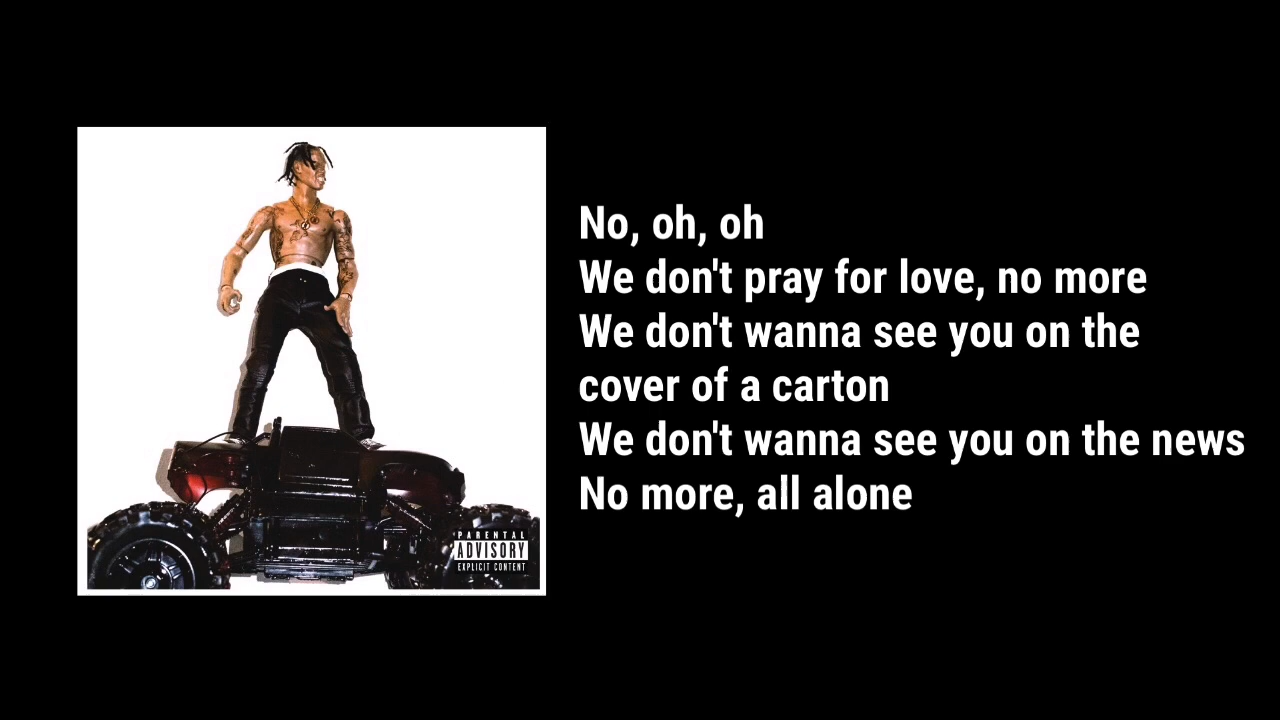 No, oh, oh
We don't pray for love, no more
We don't wanna see you on the
cover of a carton
We don't wanna see you on the news
No more, all alone
PARENTAL
ADVISORY
EXPLICIT CONTENT